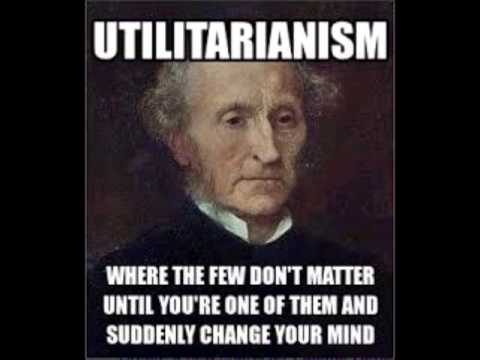 UTILITARIANISM
WHERE THE FEW DON'T MATTER
UNTIL YOU'RE ONE OF THEM AND
SUDDENLY CHANGE YOUR MIND